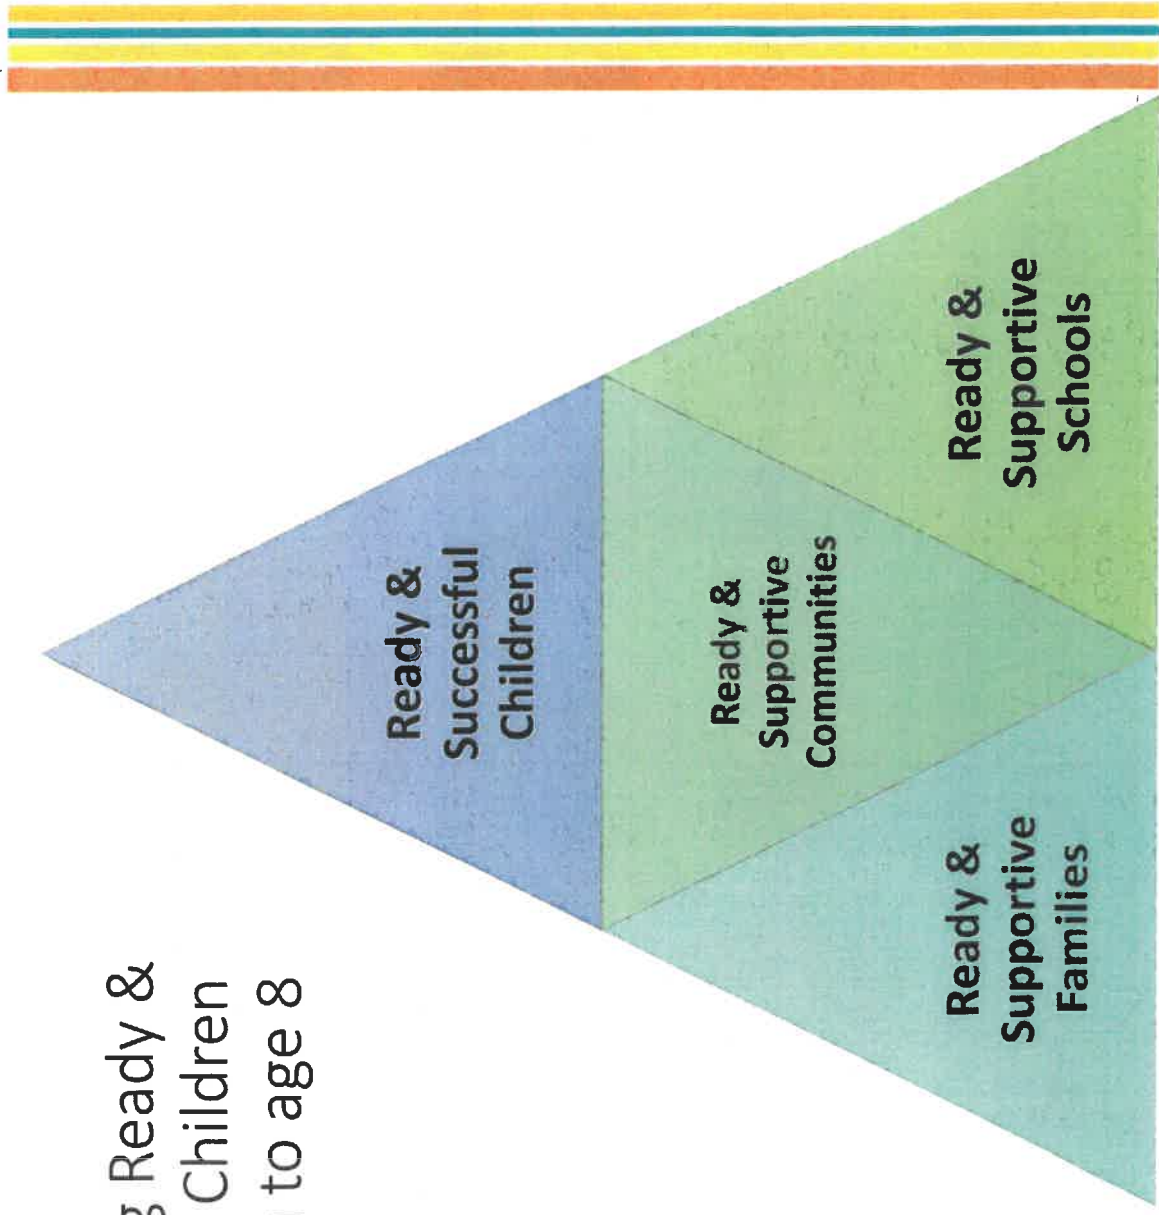 Ready &
Children
to age 8
Ready &
Successful
Children
Ready &
Supportive
Communities
Ready &
Supportive
Families
Ready &
Supportive
Schools